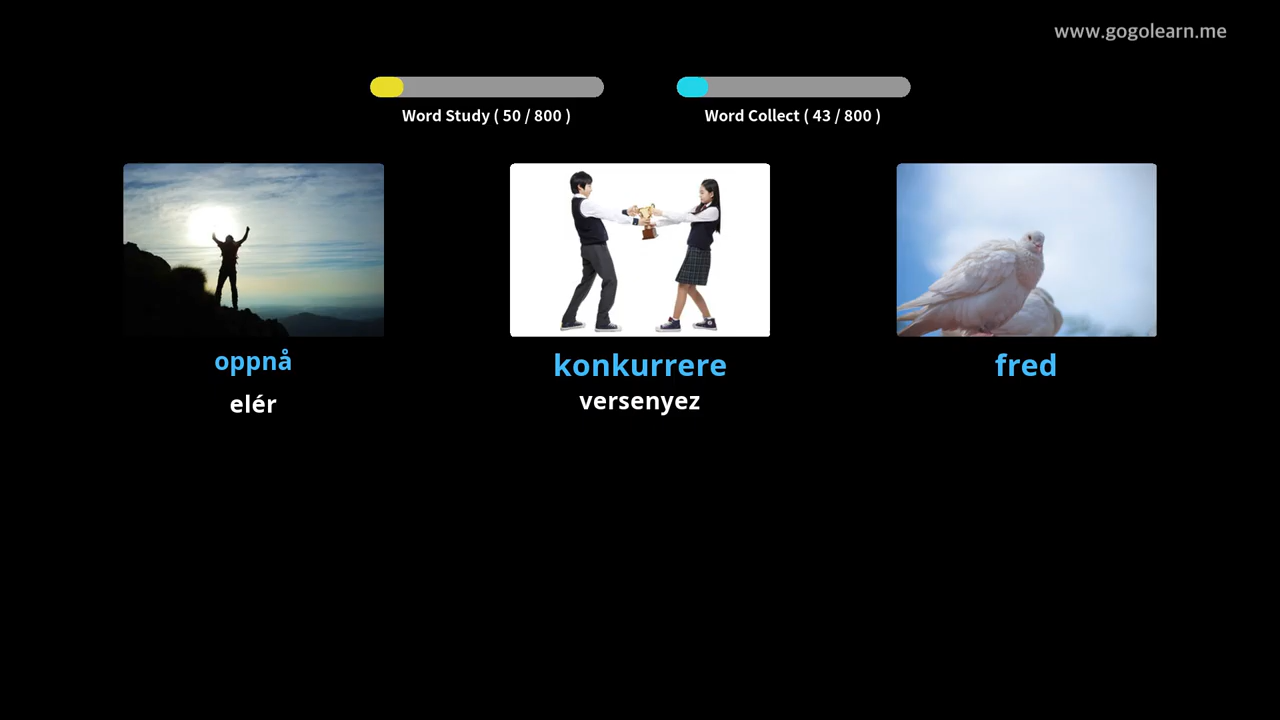 www.gogolearn.me
Word Study ( 50 / 800 )
Word Collect ( 43 / 800 )
oppnå
konkurrere
fred
elér
versenyez